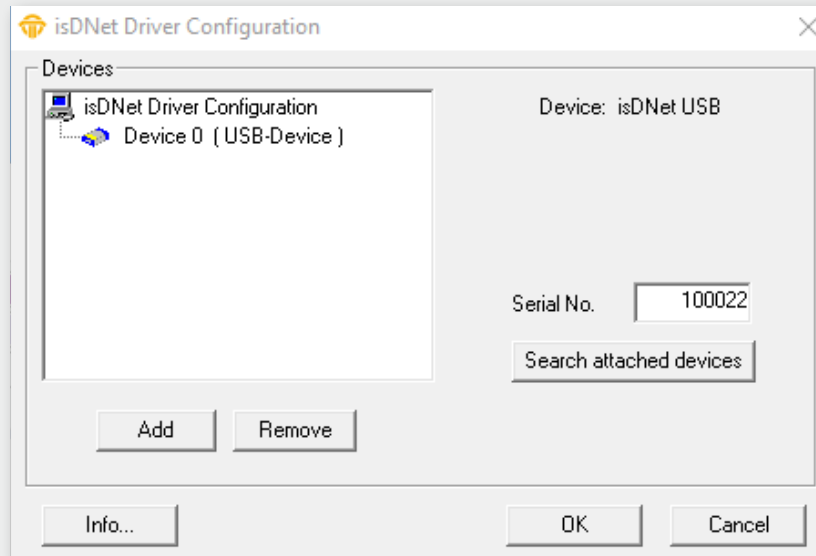 isDNet Driver Configuration
Devices
isDNet Driver Configuration
Device 0 ( USB-Device )
Device: isDNet USB
Serial No. 100022
Search attached devices
Add Remove
Info... OK Cancel